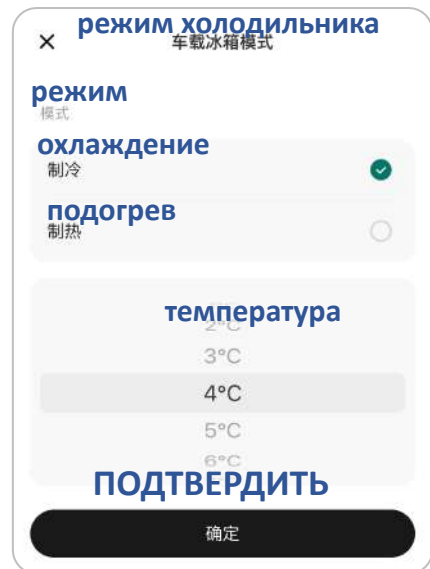 режим холодильника
车载冰箱模式
режим
模式
охлаждение
制冷
подогрев
制热
температура
2°C
3°C
4°C
5°C
6°C
ПОДТВЕРДИТЬ
确定